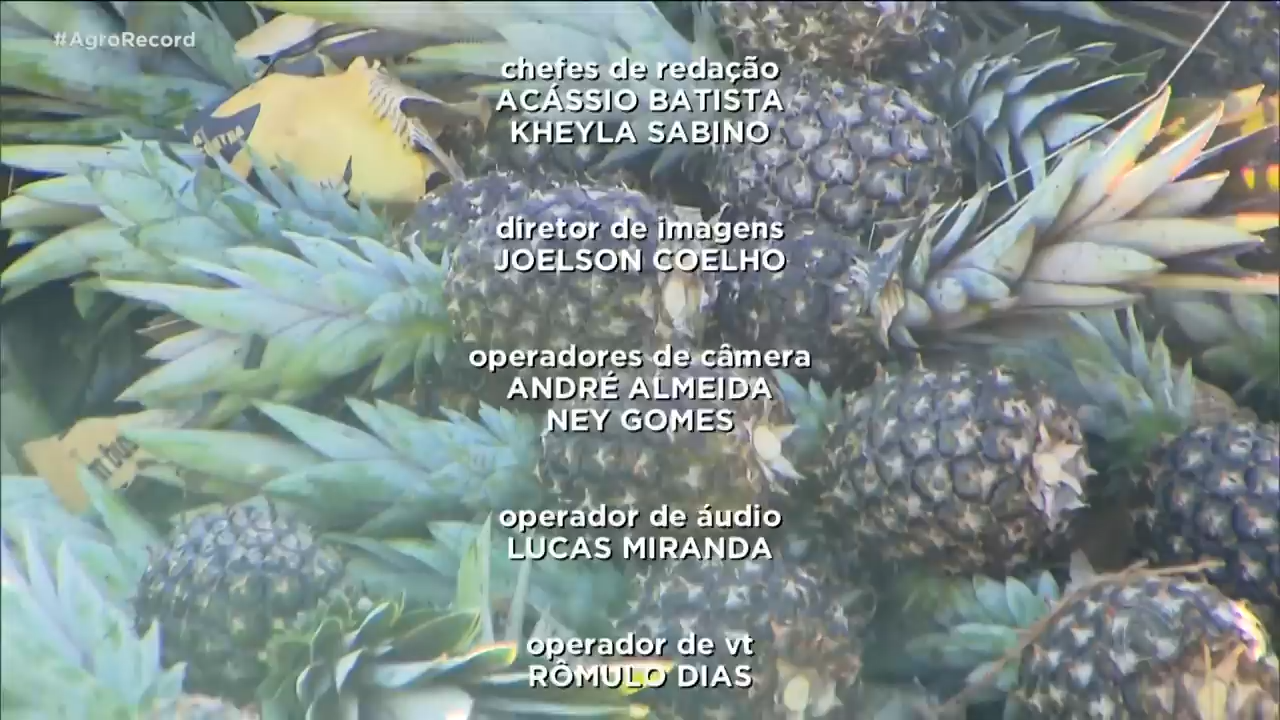 #AgroRecord
chefes de redação
ACÁSSIO BATISTA
KHEYLA SABINO
diretor de imagens
JOELSON COELHO
operadores de câmera
ANDRÉ ALMEIDA
NEY GOMES
operador de áudio
LUCAS MIRANDA
operador de vt
RÔMULO DIAS